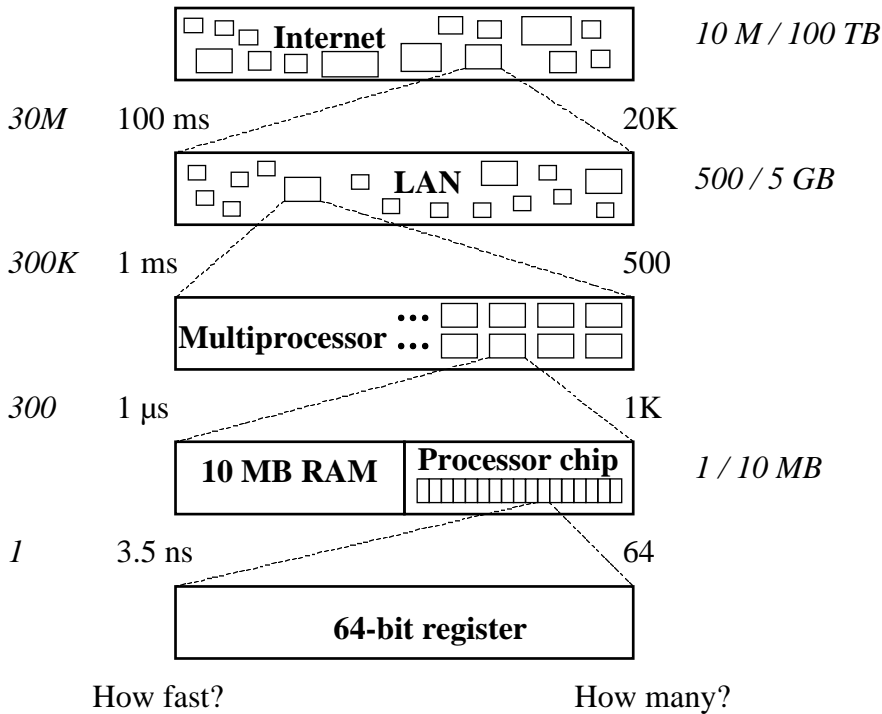 Internet 10 M / 100 TB
30M 100 ms 20K
LAN 500 / 5 GB
300K 1 ms 500
Multiprocessor ... ...
300 1 μs 1K
10 MB RAM Processor chip 1 / 10 MB
1 3.5 ns 64
64-bit register
How fast? How many?